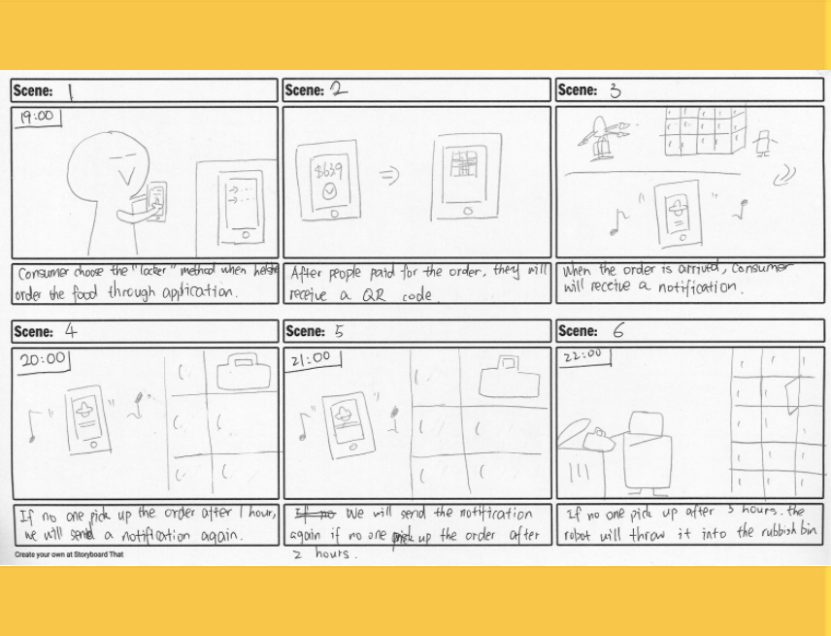 Scene: 1
Scene: 2
Scene: 3
19:00
$639
Consumer choose the "locker" method when he/she
order the food through application.
After people paid for the order, they will
receive a QR code.
When the order is arrived, consumer
will receive a notification.
Scene: 4
Scene: 5
Scene: 6
20:00
21:00
22:00
If no one pick up the order after 1 hour,
we will send a notification again.
If no We will send the notification
again if no one pick up the order after
2 hours.
If no one pick up after 3 hours. the
robot will throw it into the rubbish bin
Create your own at Storyboard That